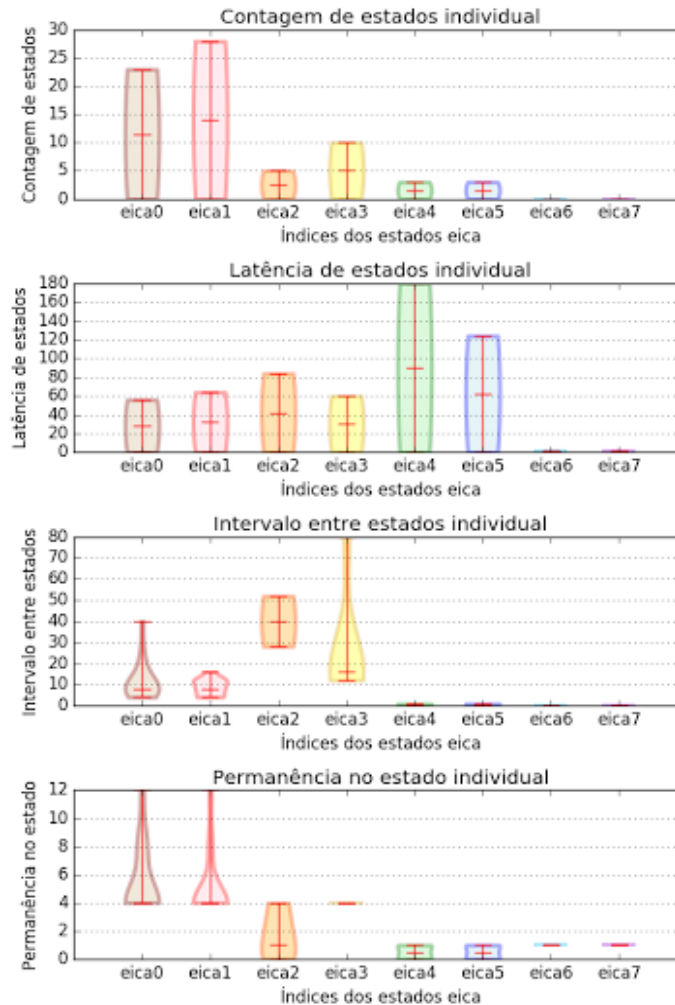 Contagem de estados individual
Contagem de estados
30
25
20
15
10
5
0
eica0 eica1 eica2 eica3 eica4 eica5 eica6 eica7
Índices dos estados eica
Latência de estados individual
Latência de estados
180
160
140
120
100
80
60
40
20
0
eica0 eica1 eica2 eica3 eica4 eica5 eica6 eica7
Índices dos estados eica
Intervalo entre estados individual
Intervalo entre estados
80
70
60
50
40
30
20
10
0
eica0 eica1 eica2 eica3 eica4 eica5 eica6 eica7
Índices dos estados eica
Permanência no estado individual
Permanência no estado
12
8
6
4
2
0
eica0 eica1 eica2 eica3 eica4 eica5 eica6 eica7
Índices dos estados eica